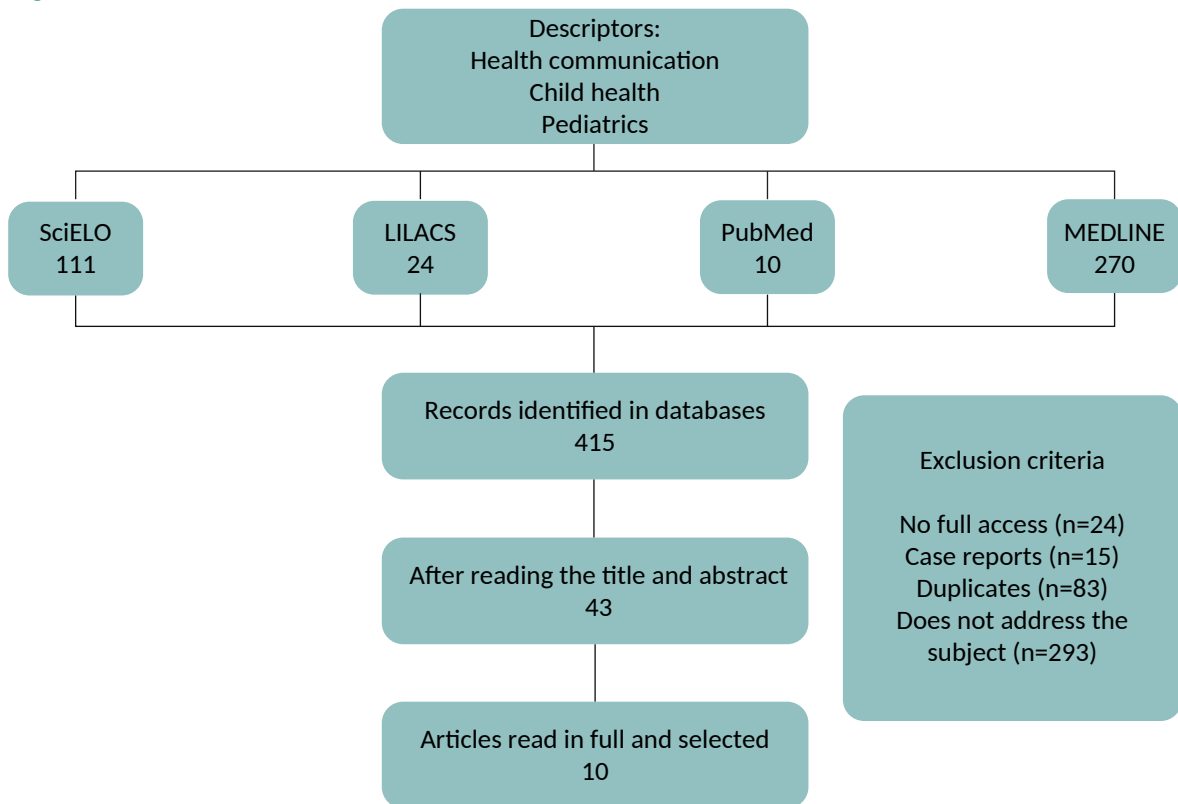 Descriptors:
Health communication
Child health
Pediatrics
SciELO
111
LILACS
24
PubMed
10
MEDLINE
270
Records identified in databases
415
After reading the title and abstract
43
Articles read in full and selected
10
Exclusion criteria
No full access (n=24)
Case reports (n=15)
Duplicates (n=83)
Does not address the
subject (n=293)